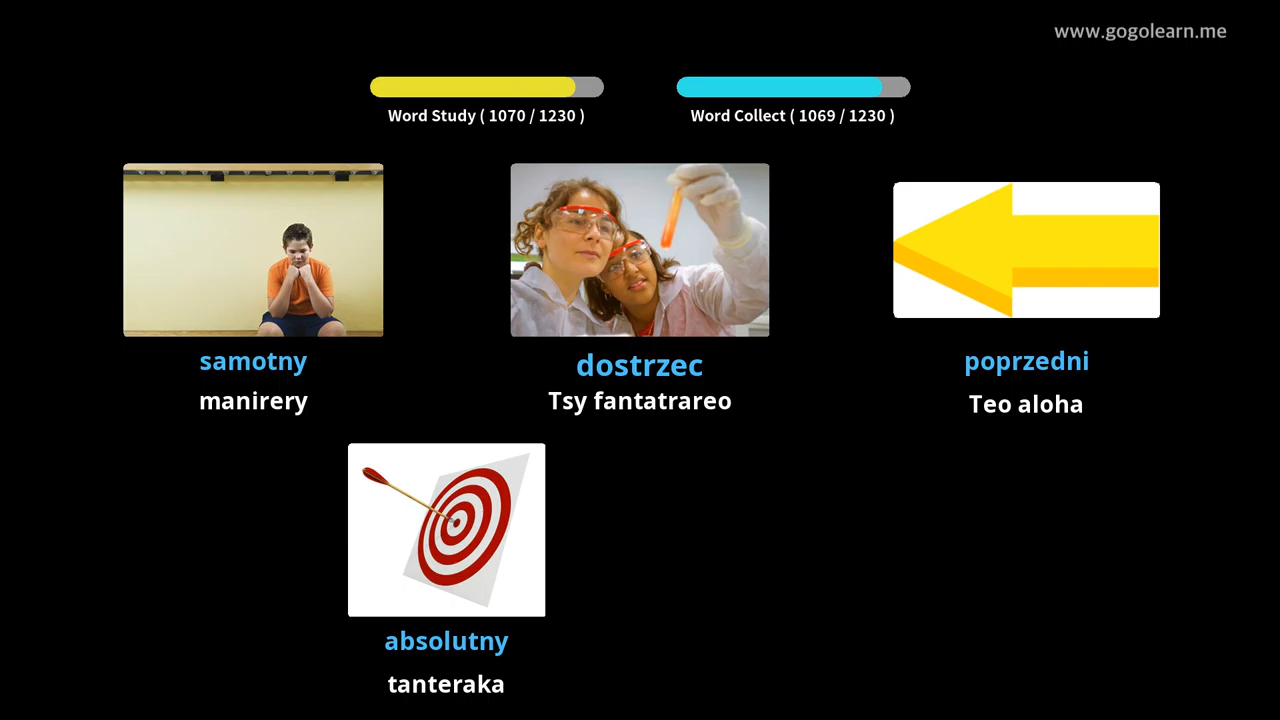 www.gogolearn.me
Word Study ( 1070 / 1230 )
Word Collect ( 1069 / 1230 )
samotny
manirery
dostrzec
Tsy fantatrareo
poprzedni
Teo aloha
absolutny
tanteraka